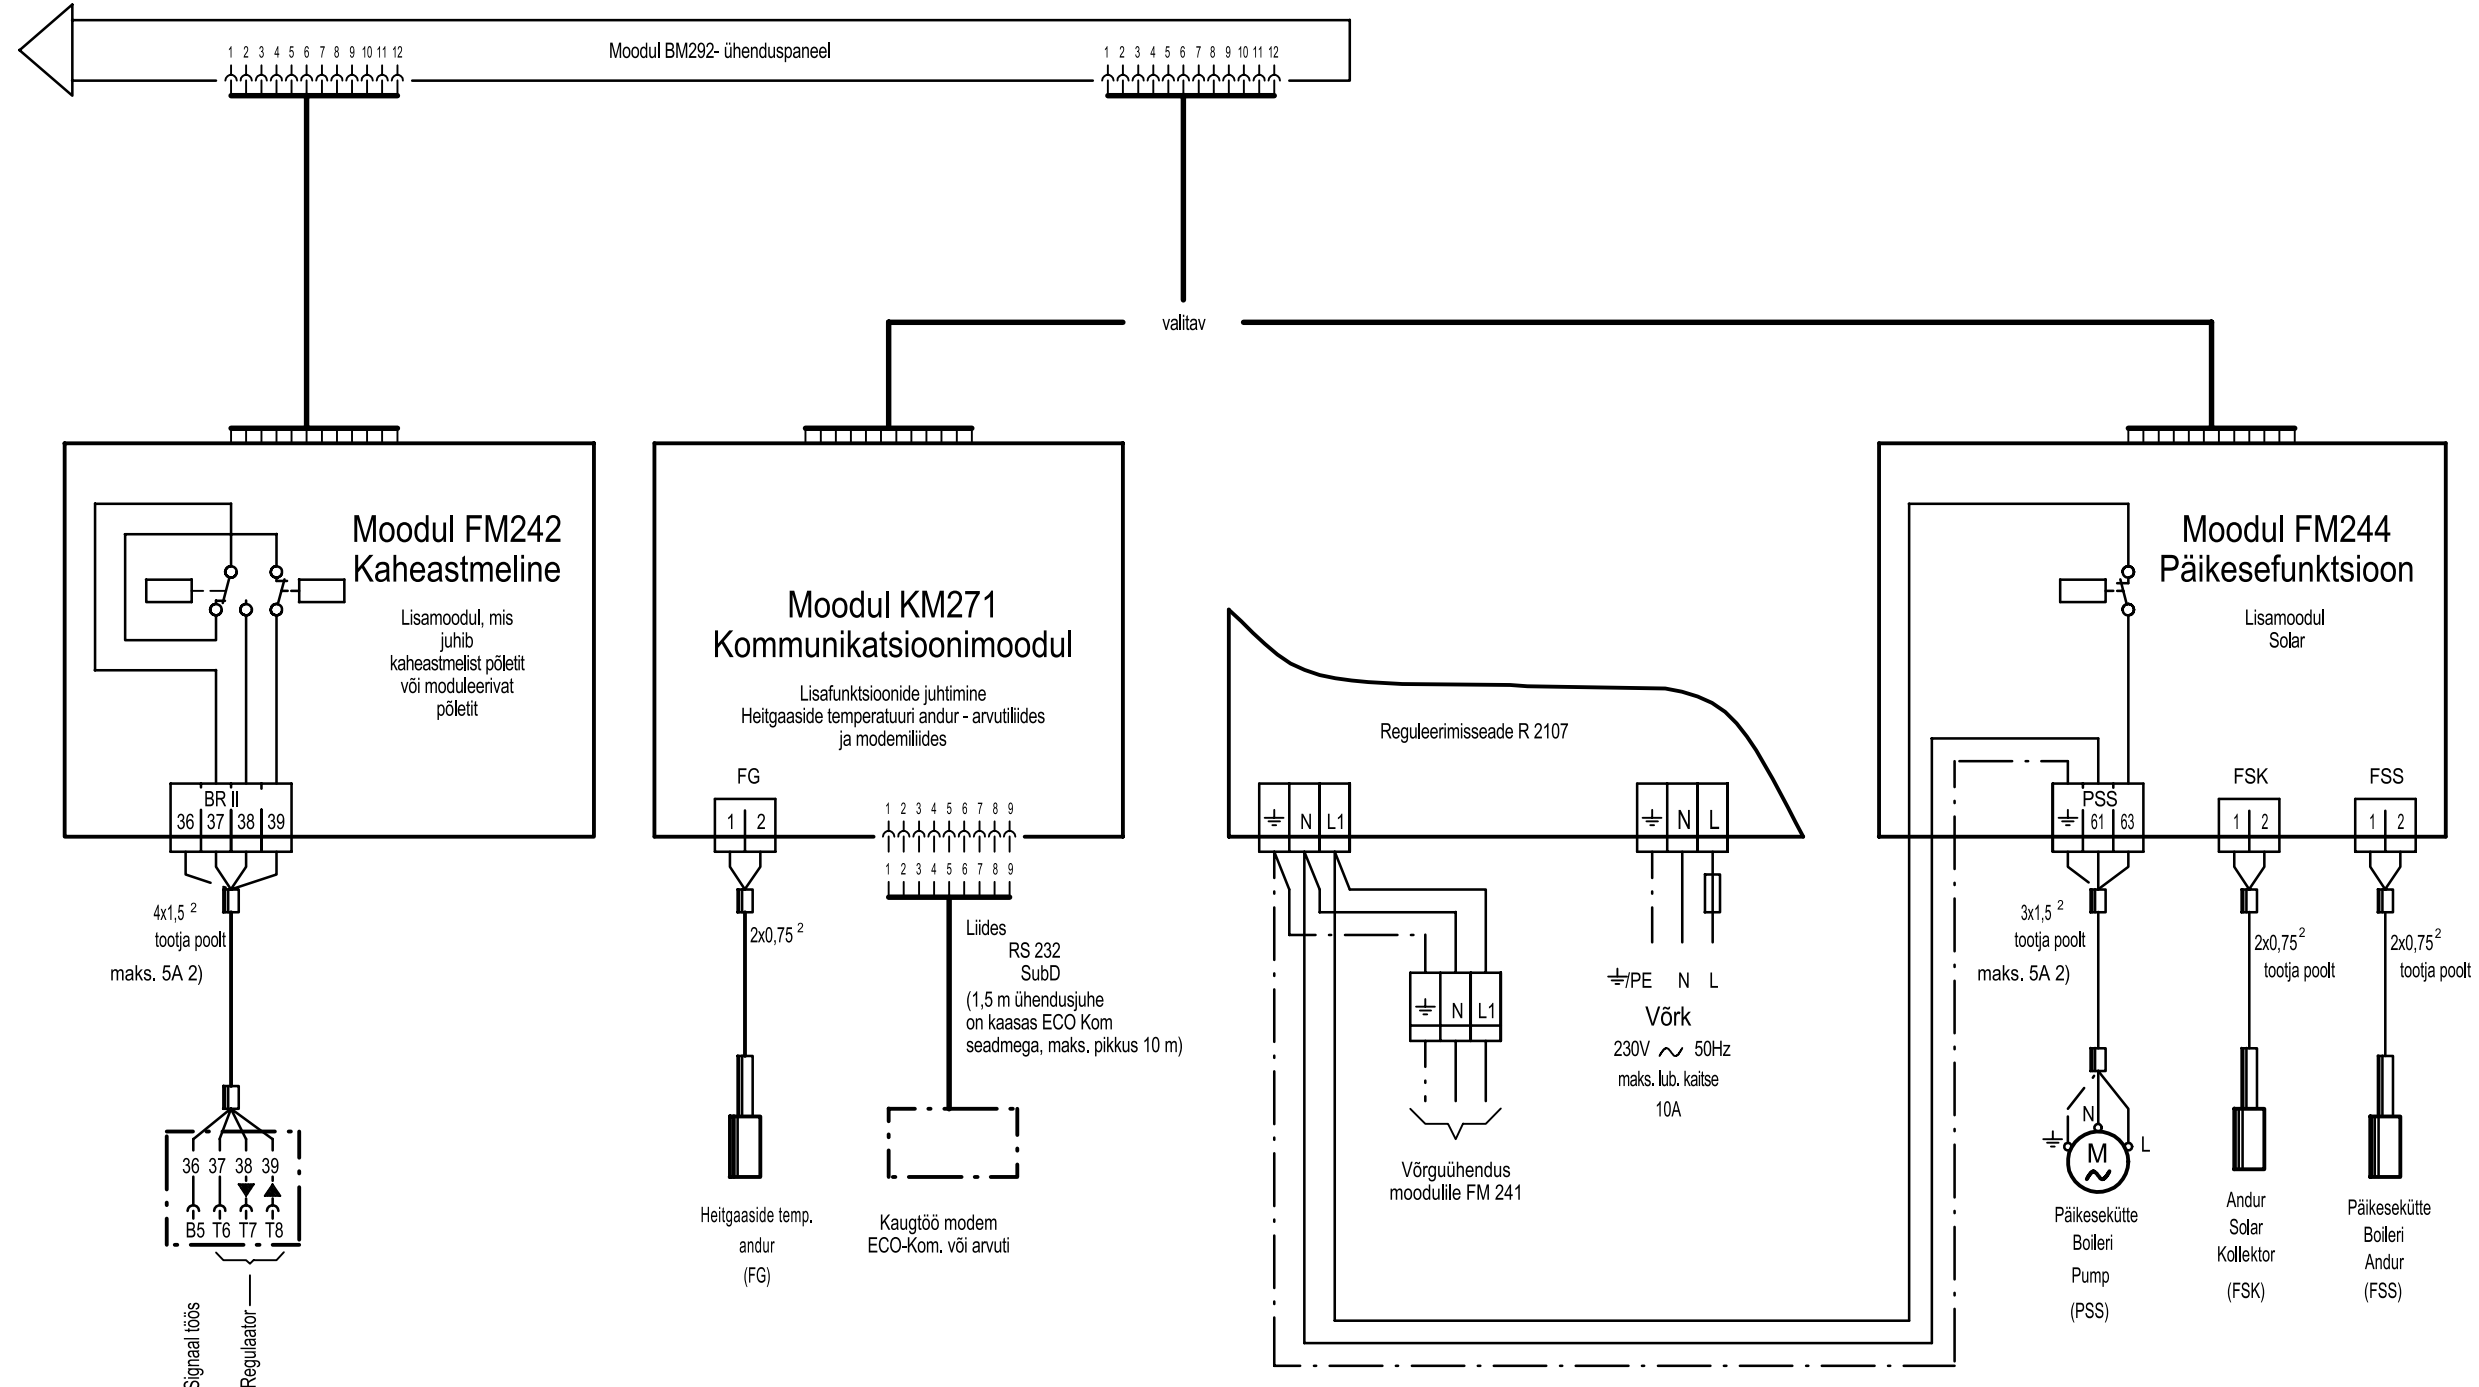 1 2 3 4 5 6 7 8 9 10 11 12
Moodul BM292- ühenduspaneel
1 2 3 4 5 6 7 8 9 10 11 12
valitav
Moodul FM242
Kaheastmeline
Lisamoodul, mis
juhib
kaheastmelist põletit
või moduleerivat
põletit
BR II
36 37 38 39
4x1,5 ²
tootja poolt
maks. 5A 2)
36 37 38 39
B5 T6 T7 T8
Signaal töös
Regulaator
Moodul KM271
Kommunikatsioonimoodul
Lisafunktsioonide juhtimine
Heitgaaside temperatuuri andur - arvutiliides
ja modemiliides
FG
1 2
1 2 3 4 5 6 7 8 9
1 2 3 4 5 6 7 8 9
2x0,75 ²
Liides
RS 232
SubD
(1,5 m ühendusjuhe
on kaasas ECO Kom
seadmega, maks. pikkus 10 m)
Heitgaaside temp.
andur
(FG)
Kaugtöö modem
ECO-Kom. või arvuti
Reguleerimisseade R 2107
N L1
N L
N L1
Võrguühendus
moodulile FM 241
/PE N L
Võrk
230V 50Hz
maks. lub. kaitse
10A
Moodul FM244
Päikesefunktsioon
Lisamoodul
Solar
PSS
61 63
FSK
1 2
FSS
1 2
3x1,5 ²
tootja poolt
maks. 5A 2)
2x0,75 ²
tootja poolt
2x0,75 ²
tootja poolt
N
L
M
Päikesekütte
Boileri
Pump
(PSS)
Andur
Solar
Kollektor
(FSK)
Päikesekütte
Boileri
Andur
(FSS)